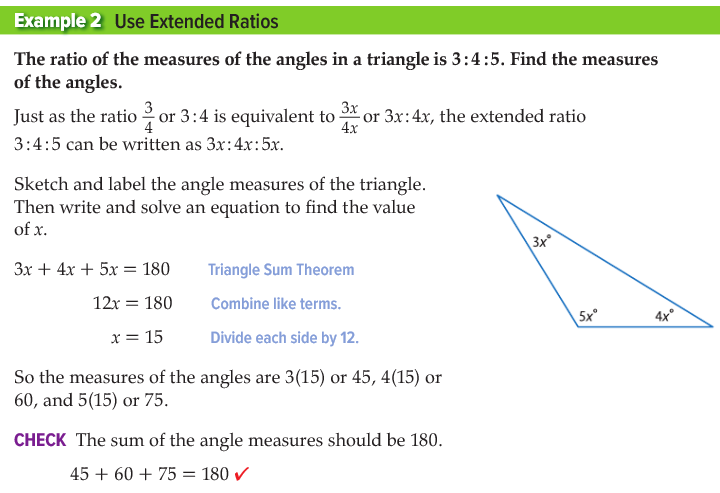 Example 2 Use Extended Ratios
The ratio of the measures of the angles in a triangle is 3:4:5. Find the measures
of the angles.
Just as the ratio 3/4 or 3:4 is equivalent to 3x/4x or 3x:4x, the extended ratio
3:4:5 can be written as 3x:4x:5x.
Sketch and label the angle measures of the triangle.
Then write and solve an equation to find the value
of x.
3x + 4x + 5x = 180 Triangle Sum Theorem
12x = 180 Combine like terms.
x = 15 Divide each side by 12.
3x°
5x° 4x°
So the measures of the angles are 3(15) or 45, 4(15) or
60, and 5(15) or 75.
CHECK The sum of the angle measures should be 180.
45 + 60 + 75 = 180 ✓